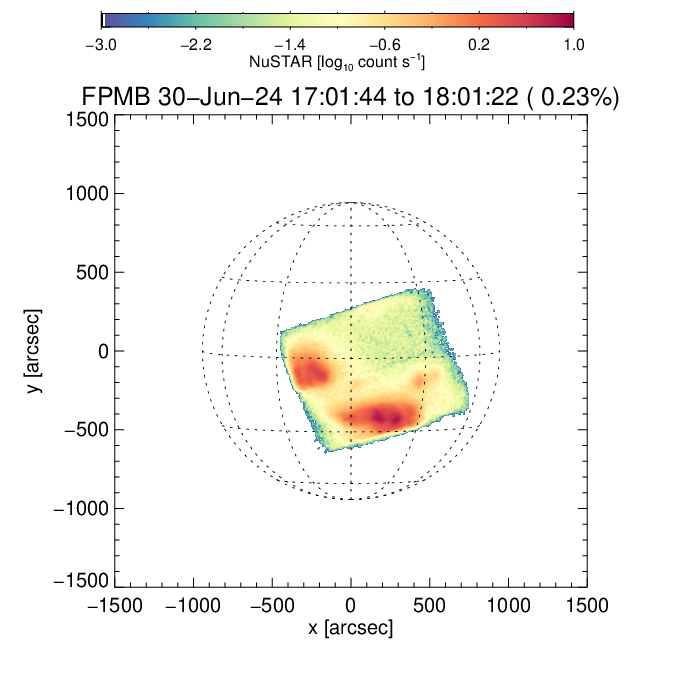 −3.0 −2.2 −1.4 −0.6 0.2 1.0
NuSTAR [log₁₀ count s⁻¹]
FPMB 30−Jun−24 17:01:44 to 18:01:22 ( 0.23%)
1500
1000
500
0
−500
−1000
−1500
y [arcsec]
−1500 −1000 −500 0 500 1000 1500
x [arcsec]